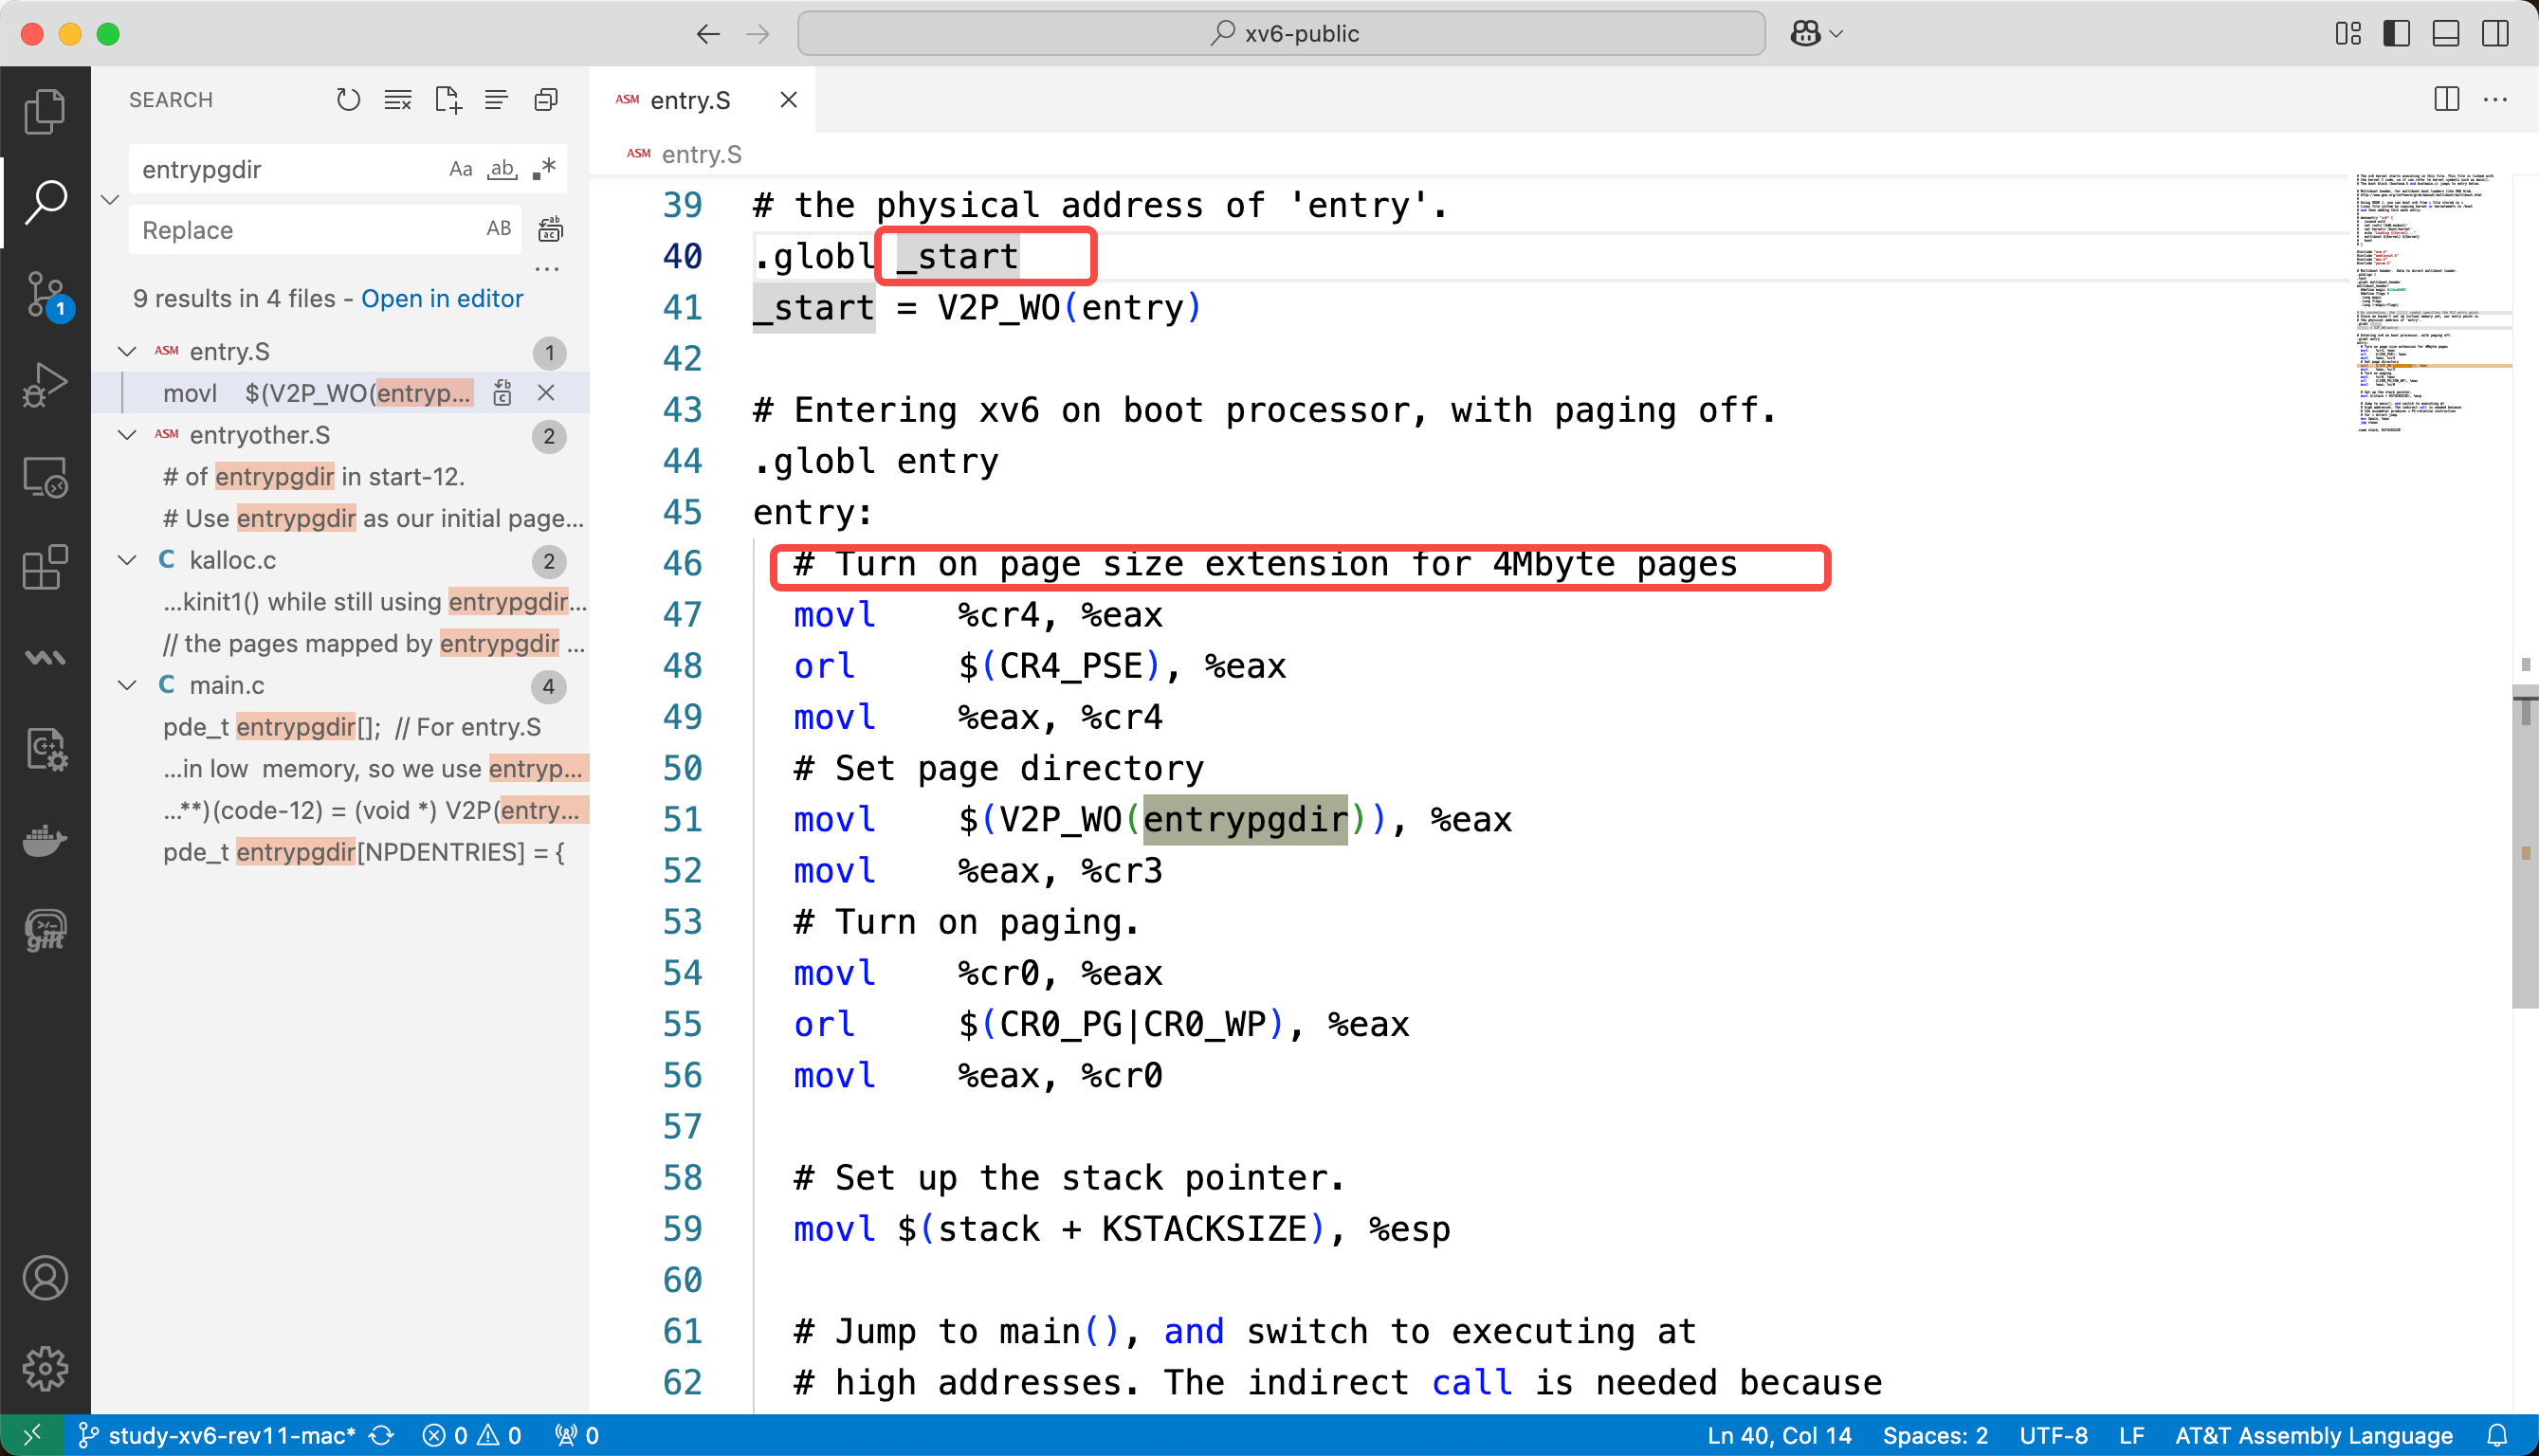 xv6-public
SEARCH
entrypgdir Aa ab
Replace AB
9 results in 4 files - Open in editor
ASM entry.S 1
movl $(V2P_WO(entryp...
ASM entryother.S 2
# of entrypgdir in start-12.
# Use entrypgdir as our initial page...
C kalloc.c 2
...kinit1() while still using entrypgdir...
// the pages mapped by entrypgdir ...
C main.c 4
pde_t entrypgdir[]; // For entry.S
...in low memory, so we use entryp...
...**)(code-12) = (void *) V2P(entry...
pde_t entrypgdir[NPDENTRIES] = {
1
C++
gitt
ASM entry.S
ASM entry.S
39 # the physical address of 'entry'.
40 .globl _start
41 _start = V2P_WO(entry)
42
43 # Entering xv6 on boot processor, with paging off.
44 .globl entry
45 entry:
46 # Turn on page size extension for 4Mbyte pages
47 movl %cr4, %eax
48 orl $(CR4_PSE), %eax
49 movl %eax, %cr4
50 # Set page directory
51 movl $(V2P_WO(entrypgdir)), %eax
52 movl %eax, %cr3
53 # Turn on paging.
54 movl %cr0, %eax
55 orl $(CR0_PG|CR0_WP), %eax
56 movl %eax, %cr0
57
58 # Set up the stack pointer.
59 movl $(stack + KSTACKSIZE), %esp
60
61 # Jump to main(), and switch to executing at
62 # high addresses. The indirect call is needed because
study-xv6-rev11-mac* 0 0 0 Ln 40, Col 14 Spaces: 2 UTF-8 LF AT&T Assembly Language